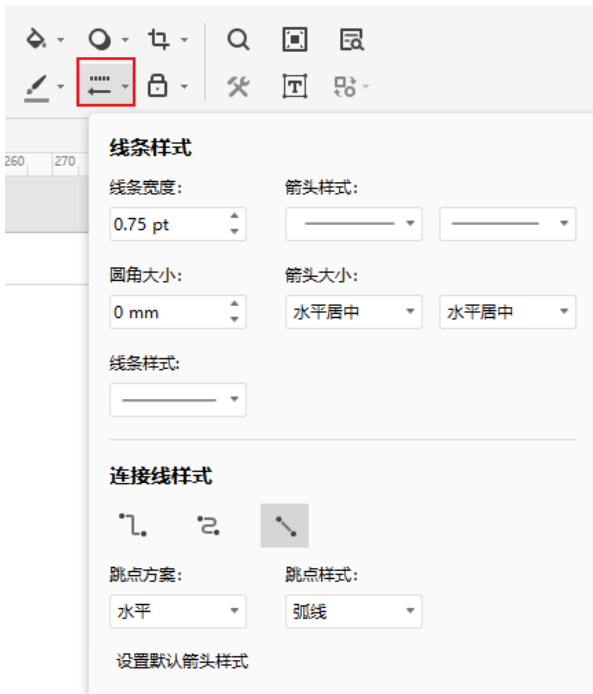 260 270
线条样式
线条宽度: 箭头样式:
0.75 pt
圆角大小: 箭头大小:
0 mm 水平居中 水平居中
线条样式:
连接线样式
跳点方案: 跳点样式:
水平 弧线
设置默认箭头样式